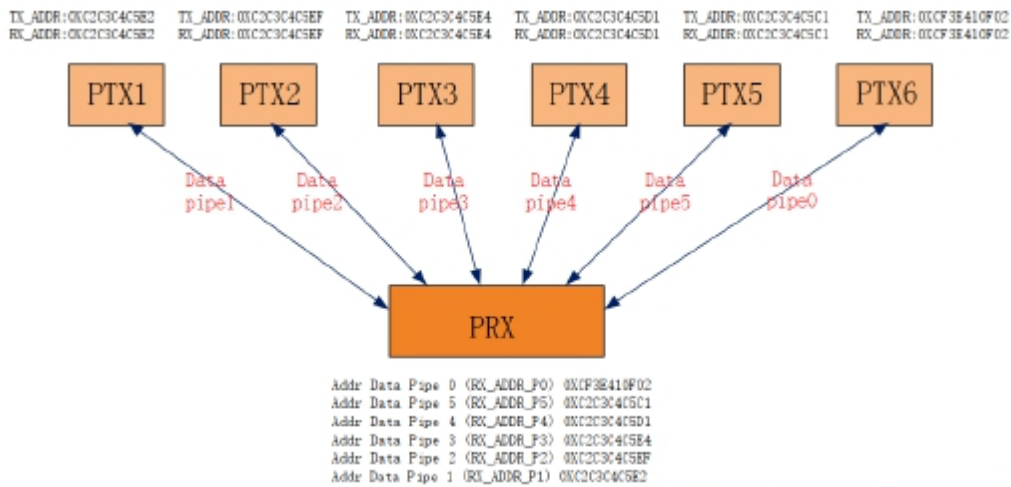 TX_ADDR:0XC2C3C4C5E2 TX_ADDR:0XC2C3C4C5EF TX_ADDR:0XC2C3C4C5E4 TX_ADDR:0XC2C3C4C5D1 TX_ADDR:0XC2C3C4C5C1 TX_ADDR:0XCF3E410F02
RX_ADDR:0XC2C3C4C5E2 RX_ADDR:0XC2C3C4C5EF RX_ADDR:0XC2C3C4C5E4 RX_ADDR:0XC2C3C4C5D1 RX_ADDR:0XC2C3C4C5C1 RX_ADDR:0XCF3E410F02
PTX1 PTX2 PTX3 PTX4 PTX5 PTX6
Data Data Data Data Data Data
pipe1 pipe2 pipe3 pipe4 pipe5 pipe0
PRX
Addr Data Pipe 0 (RX_ADDR_P0) 0XCF3E410F02
Addr Data Pipe 5 (RX_ADDR_P5) 0XC2C3C4C5C1
Addr Data Pipe 4 (RX_ADDR_P4) 0XC2C3C4C5D1
Addr Data Pipe 3 (RX_ADDR_P3) 0XC2C3C4C5E4
Addr Data Pipe 2 (RX_ADDR_P2) 0XC2C3C4C5EF
Addr Data Pipe 1 (RX_ADDR_P1) 0XC2C3C4C5E2